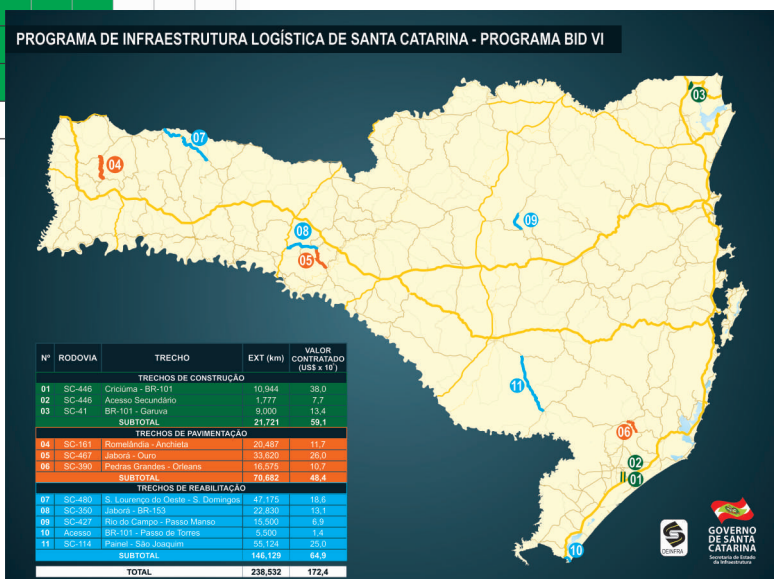 PROGRAMA DE INFRAESTRUTURA LOGÍSTICA DE SANTA CATARINA - PROGRAMA BID VI
03
07
04
09
08
05
11
06
02
01
10
Nº RODOVIA TRECHO EXT (km) VALOR CONTRATADO (US$ x 10
TRECHOS DE CONSTRUCÃO
01 SC-446 Criciúma - BR-101 10,944 38,0
02 SC-446 Acesso Secundário 1,777 7,7
03 SC-41 BR-101 - Garuva 9,000 13,4
SUBTOTAL 21,721 59,1
TRECHOS DE PAVIMENTAÇÃO
04 SC-161 Romelândia - Anchieta 20,487 11,7
05 SC-467 Jaborá - Ouro 33,620 26,0
06 SC-390 Pedras Grandes - Orleans 16,575 10,7
SUBTOTAL 70,682 48,4
TRECHOS DE REABILITAÇÃO
07 SC-480 S. Lourenço do Oeste - S. Domingos 47,175 18,6
08 SC-350 Jaborá - BR-153 22,830 13,1
09 SC-427 Rio do Campo - Passo Manso 15,500 6,9
10 Acesso BR-101 - Passo de Torres 5,500 1,4
11 SC-114 Painel - São Joaquim 55,124 25,0
SUBTOTAL 146,129 64,9
TOTAL 238,532 172,4
DEINFRA
GOVERNO
DE SANTA
CATARINA
Secretaria de Estado
da Infraestrutura